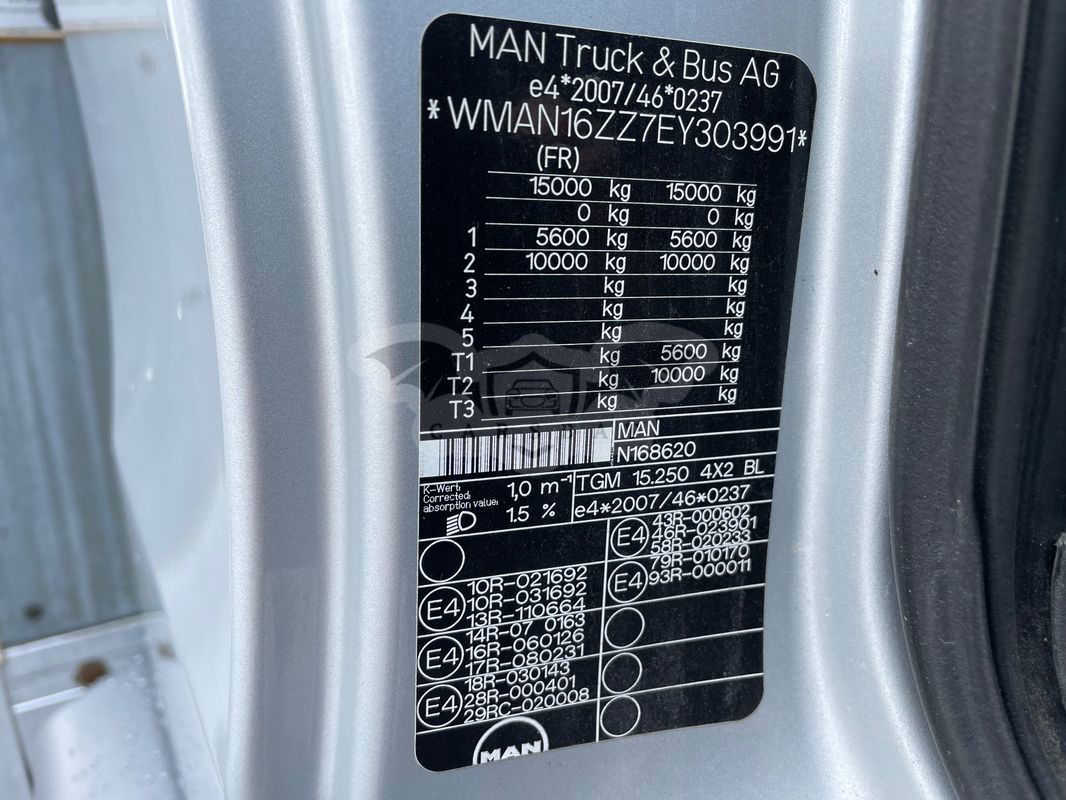 MAN Truck & Bus AG
e4*2007/46*0237
*WMAN16ZZ7EY303991*
(FR)
15000 kg 15000 kg
0 kg 0 kg
1 5600 kg 5600 kg
2 10000 kg 10000 kg
3 kg kg
4 kg kg
5 kg kg
T1 kg 5600 kg
T2 kg 10000 kg
T3 kg kg
MAN
N168620
K-Wert:
Corrected
absorption value:
1,0 m⁻¹
1.5 %
TGM 15.250 4X2 BL
e4*2007/46*0237
E4
10R-021692
10R-031692
13R-110664
E4
14R-07 0163
16R-060126
17R-080231
E4
18R-030143
28R-000401
29RC-020008
E4
43R-000602
46R-023901
58R-020233
E4
79R-010170
93R-000011
MAN